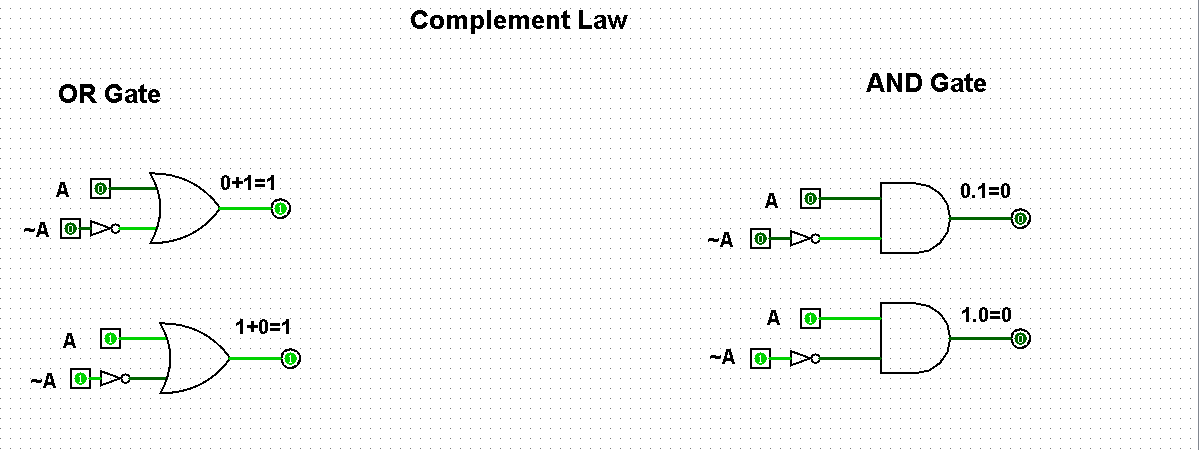 Complement Law
OR Gate
A 0 0+1=1 1
~A 0
A 1 1+0=1 1
~A 1
AND Gate
A 0 0.1=0 0
~A 0
A 1 1.0=0 0
~A 1